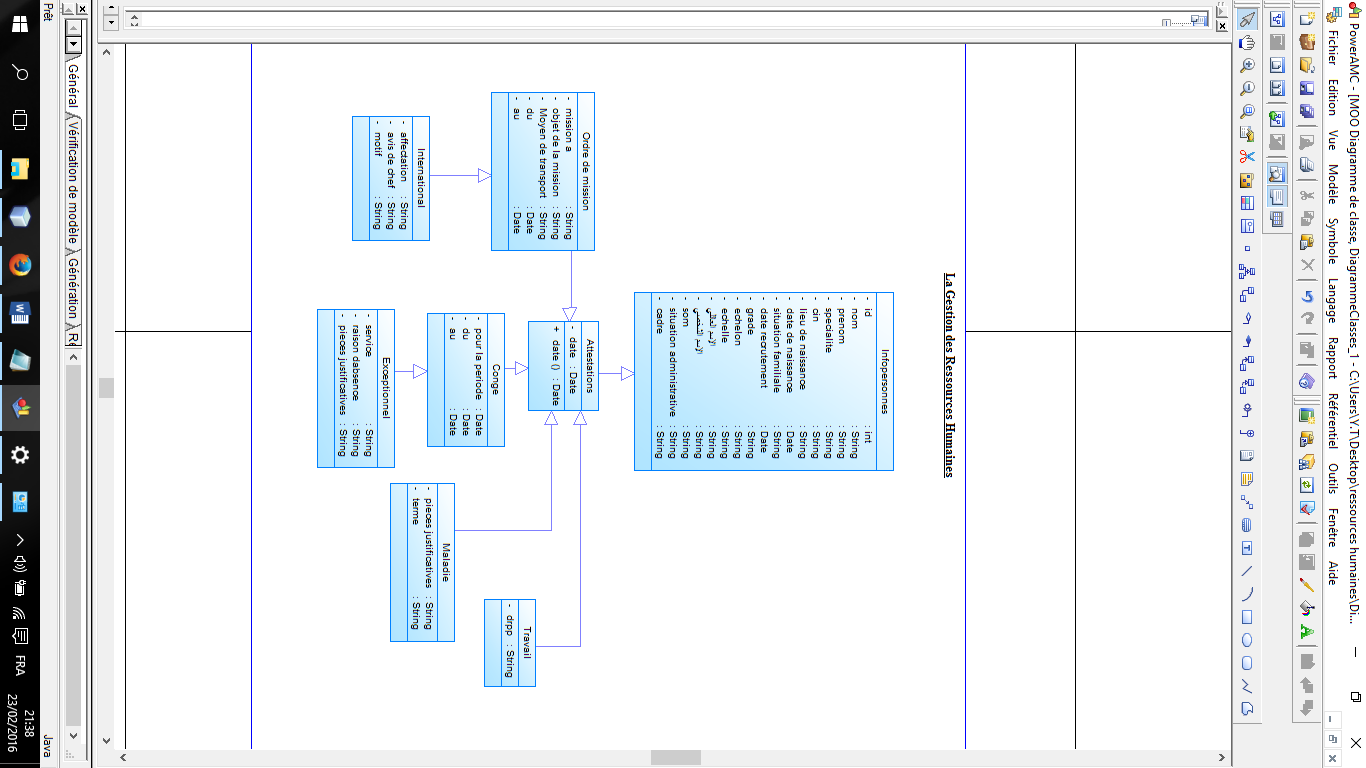 PowerAMC - [MOO Diagramme de classe, DiagrammeClasses_1 - C:\Users\Y.T\Desktop\ressources humaines\Di...
Fichier Edition Vue Modèle Symbole Langage Rapport Référentiel Outils Fenêtre Aide
La Gestion des Ressources Humaines
Infopersonnes
- id : int
- nom : String
- prenom : String
- specialite : String
- cin : String
- lieu de naissance : String
- date de naissance : Date
- situation familiale : String
- date recrutement : Date
- grade : String
- echelon : String
- echelle : String
- الاسم العائلي : String
- الاسم الشخصي : String
- som : String
- situation administrative : String
- cadre : String
Ordre de mission
- mission a : String
- objet de la mission : String
- Moyen de transport : String
- du : Date
- au : Date
Attestations
- date : Date
+ date () : Date
International
- affectation : String
- avis de chef : String
- motif : String
Conge
- pour la periode : Date
- du : Date
- au : Date
Exceptionnel
- service : String
- raison dabsence : String
- pieces justificatives : String
Maladie
- pieces justificatives : String
- terme : String
Travail
- drpp : String
Général Vérification de modèle Génération Re
Prêt
Java
FRA
21:38
23/02/2016